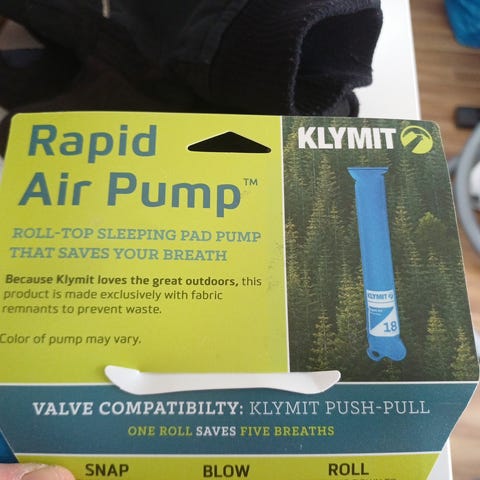 Rapid
Air Pump™
ROLL-TOP SLEEPING PAD PUMP
THAT SAVES YOUR BREATH
Because Klymit loves the great outdoors, this
product is made exclusively with fabric
remnants to prevent waste.
Color of pump may vary.
KLYMIT
KLYMIT
18
VALVE COMPATIBILTY: KLYMIT PUSH-PULL
ONE ROLL SAVES FIVE BREATHS
SNAP BLOW ROLL